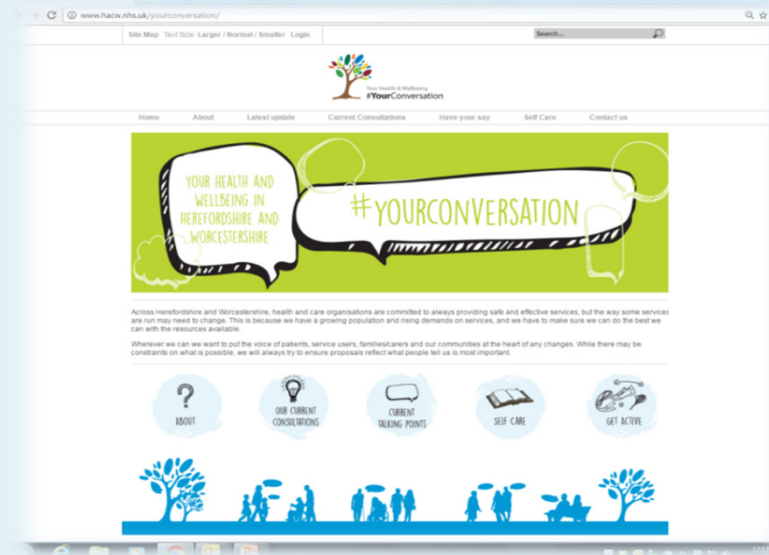 www.hacw.nhs.uk/yourconversation/
Site Map Text Size: Larger / Normal / Smaller Login
Search...
Your Health & Wellbeing
#YourConversation
Home About Latest update Current Consultations Have your say Self Care Contact us
YOUR HEALTH AND
WELLBEING IN
HEREFORDSHIRE AND
WORCESTERSHIRE
#YOURCONVERSATION
Across Herefordshire and Worcestershire, health and care organisations are committed to always providing safe and effective services, but the way some services
are run may need to change. This is because we have a growing population and rising demands on services, and we have to make sure we can do the best we
can with the resources available.
Wherever we can we want to put the voice of patients, service users, families/carers and our communities at the heart of any changes. While there may be
constraints on what is possible, we will always try to ensure proposals reflect what people tell us is most important.
?
ABOUT
OUR CURRENT
CONSULTATIONS
CURRENT
TALKING POINTS
SELF CARE
GET ACTIVE